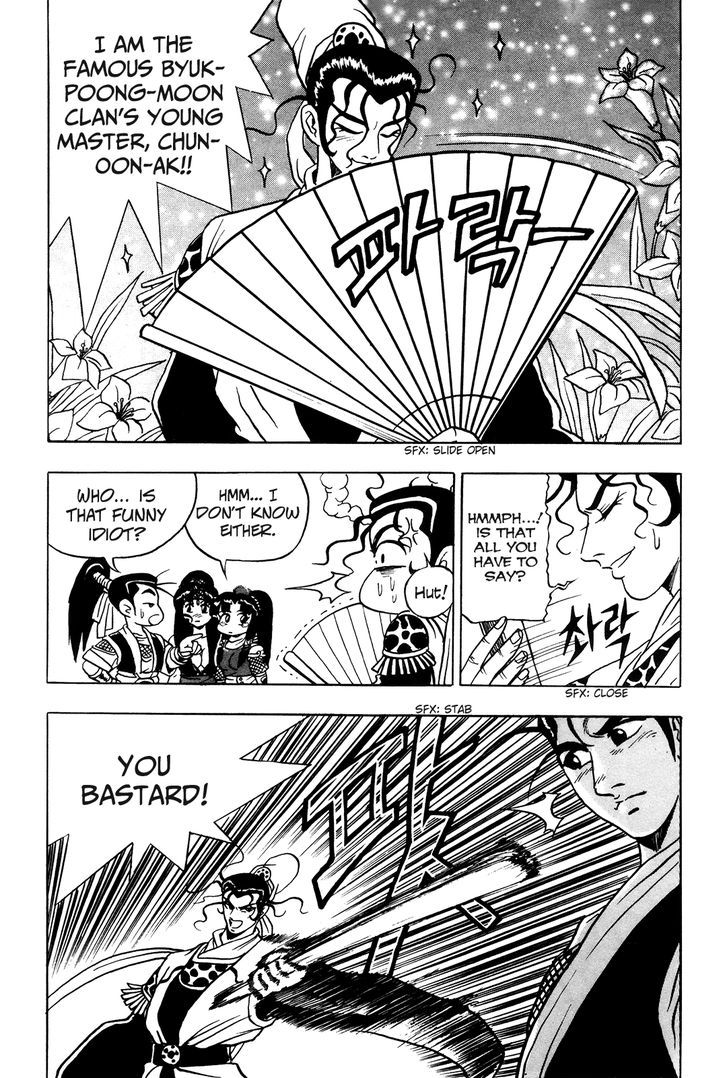 I AM THE
FAMOUS BYUK-
POONG-MOON
CLAN'S YOUNG
MASTER, CHUN-
OON-AK!!
파락
SFX: SLIDE OPEN
WHO... IS
THAT FUNNY
IDIOT?
HMM... I
DON'T KNOW
EITHER.
Hut!
HMMPH...!
IS THAT
ALL YOU
HAVE TO
SAY?
촤락
SFX: CLOSE
SFX: STAB
YOU
BASTARD!
팍